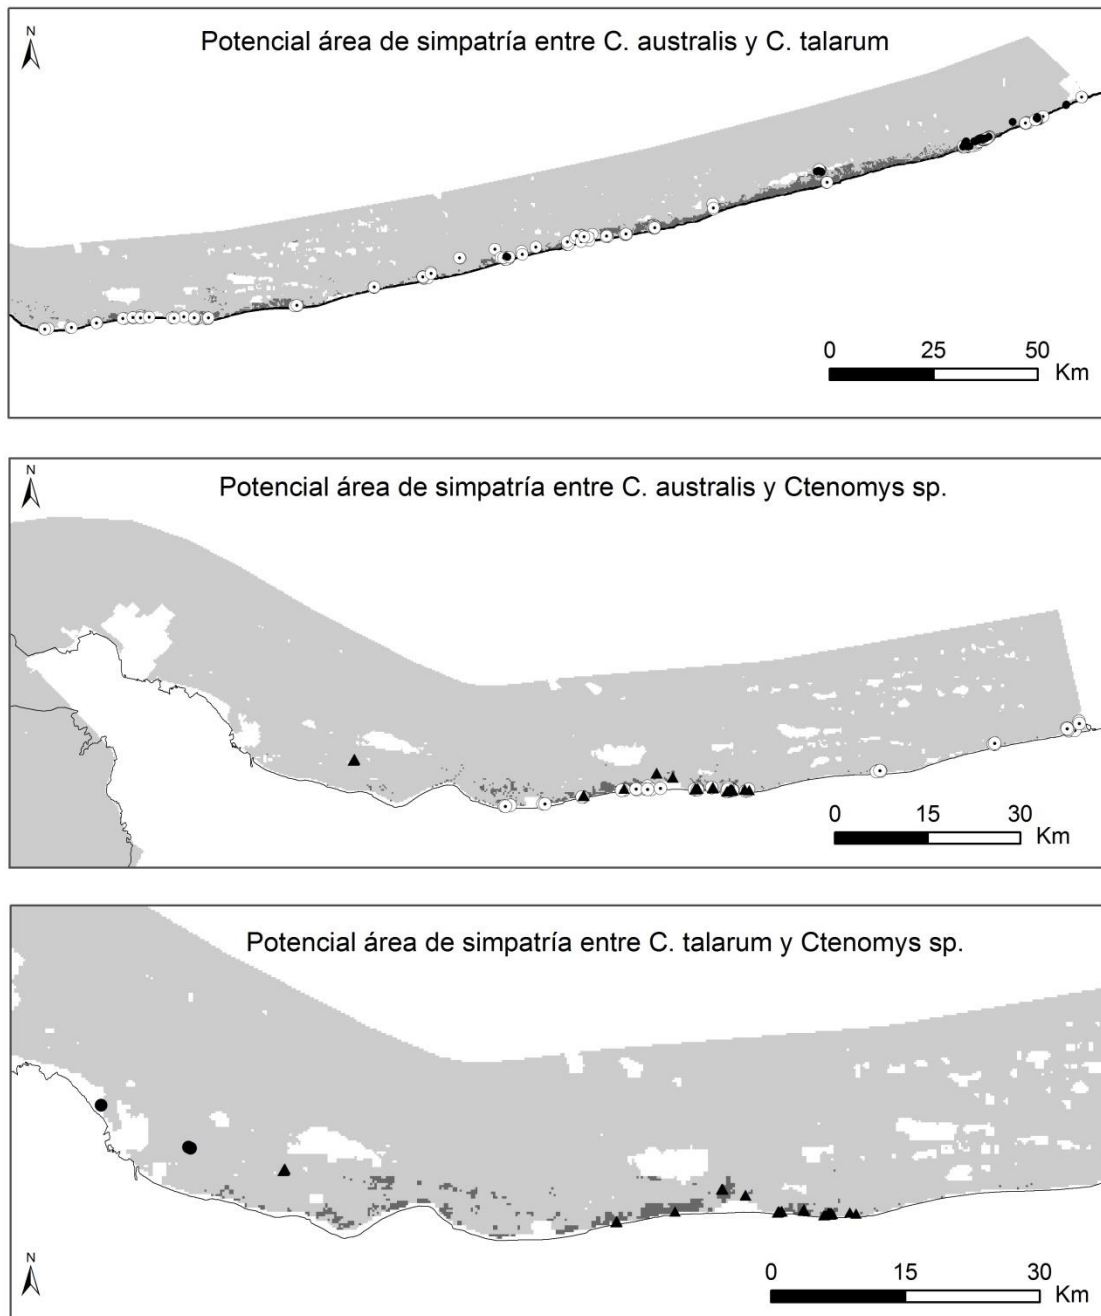 N
Potencial área de simpatría entre C. australis y C. talarum
0 25 50
Km
N
Potencial área de simpatría entre C. australis y Ctenomys sp.
0 15 30
Km
Potencial área de simpatría entre C. talarum y Ctenomys sp.
N
0 15 30
Km